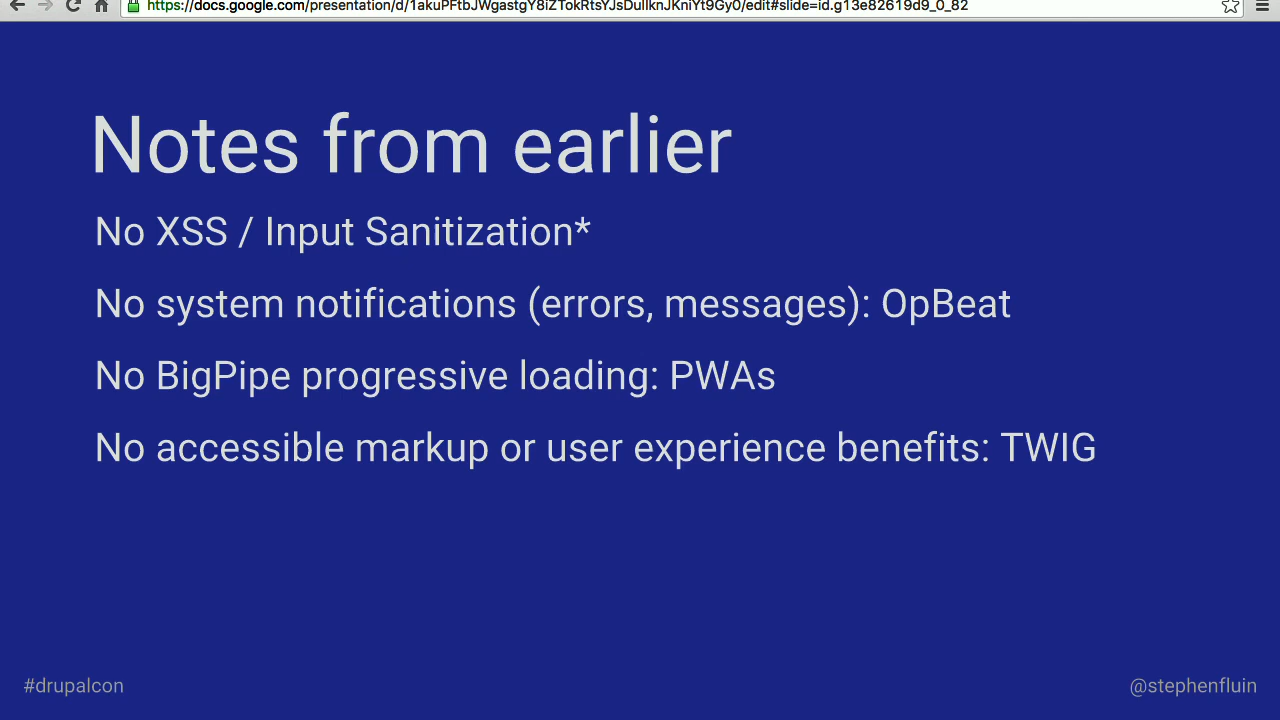 https://docs.google.com/presentation/d/1akuPFtbJWgastgY8iZTokRtsYJsDulIknJKniYt9Gy0/edit#slide=id.g13e82619d9_0_82
Notes from earlier
No XSS / Input Sanitization*
No system notifications (errors, messages): OpBeat
No BigPipe progressive loading: PWAs
No accessible markup or user experience benefits: TWIG
#drupalcon
@stephenfluin